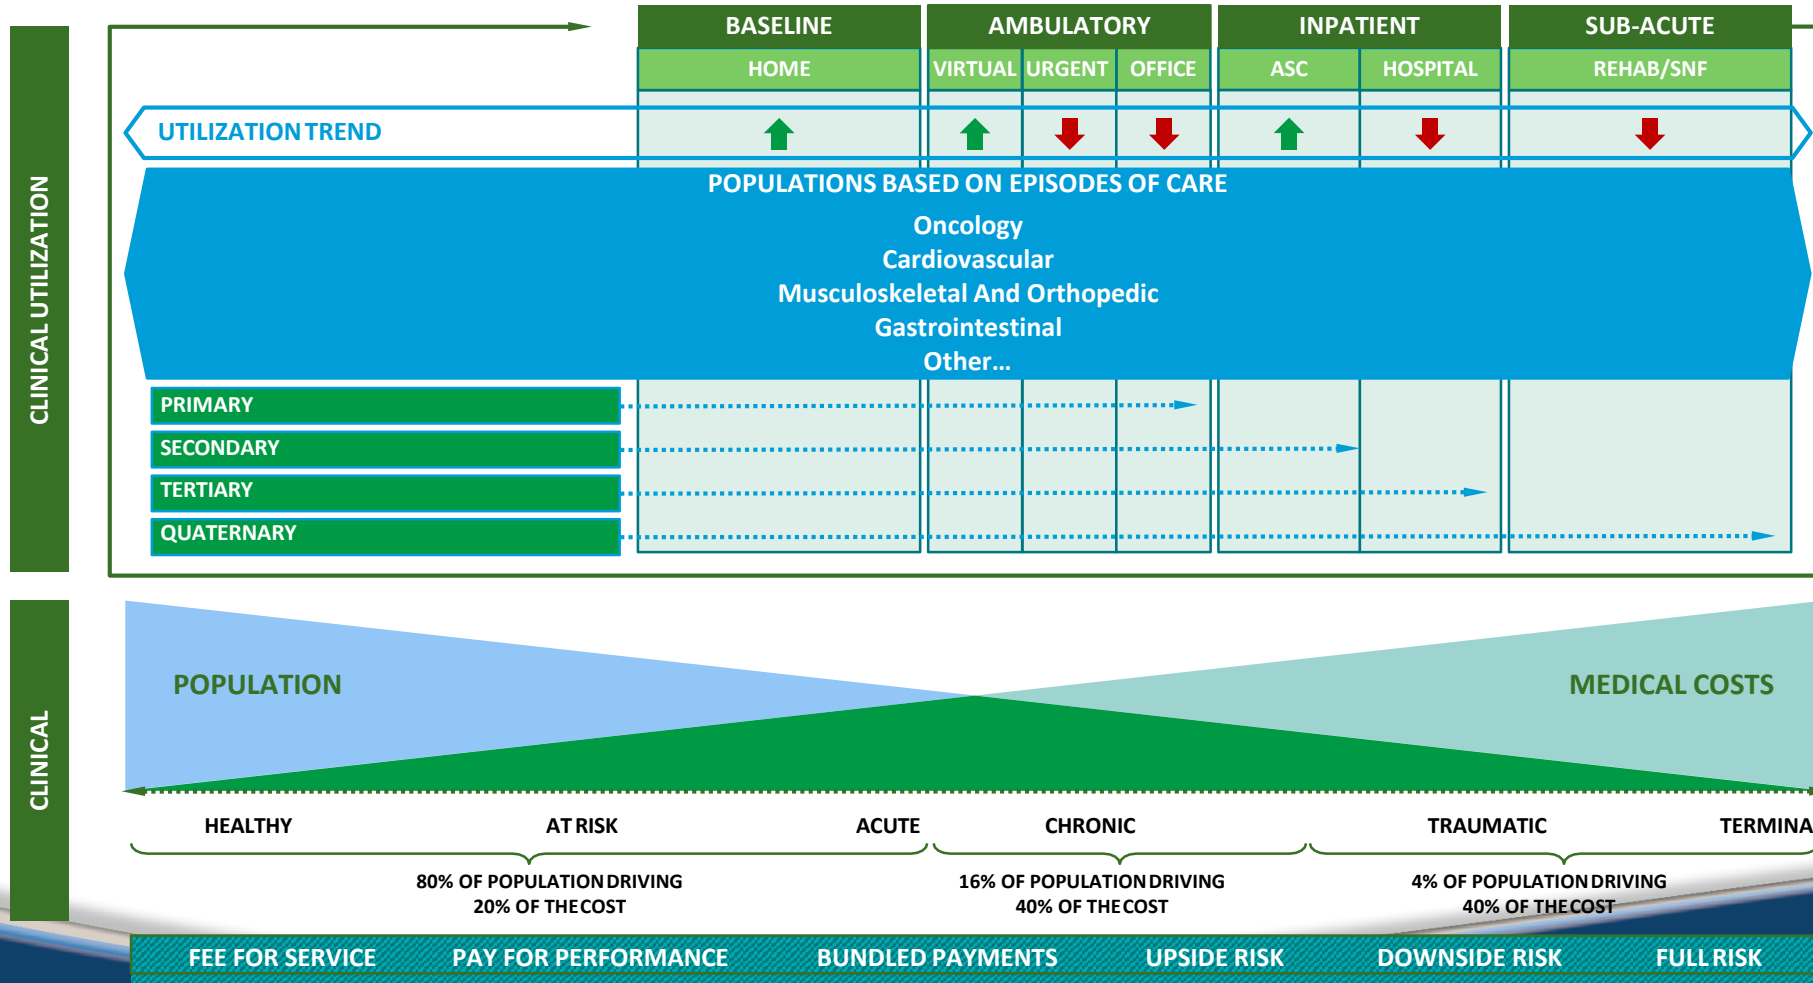 BASELINE AMBULATORY INPATIENT SUB-ACUTE
HOME VIRTUAL URGENT OFFICE ASC HOSPITAL REHAB/SNF
CLINICAL UTILIZATION
UTILIZATION TREND
POPULATIONS BASED ON EPISODES OF CARE
Oncology
Cardiovascular
Musculoskeletal And Orthopedic
Gastrointestinal
Other...
PRIMARY
SECONDARY
TERTIARY
QUATERNARY
CLINICAL
POPULATION MEDICAL COSTS
HEALTHY AT RISK ACUTE CHRONIC TRAUMATIC TERMINA
80% OF POPULATION DRIVING 16% OF POPULATION DRIVING 4% OF POPULATION DRIVING
20% OF THE COST 40% OF THE COST 40% OF THE COST
FEE FOR SERVICE PAY FOR PERFORMANCE BUNDLED PAYMENTS UPSIDE RISK DOWNSIDE RISK FULL RISK